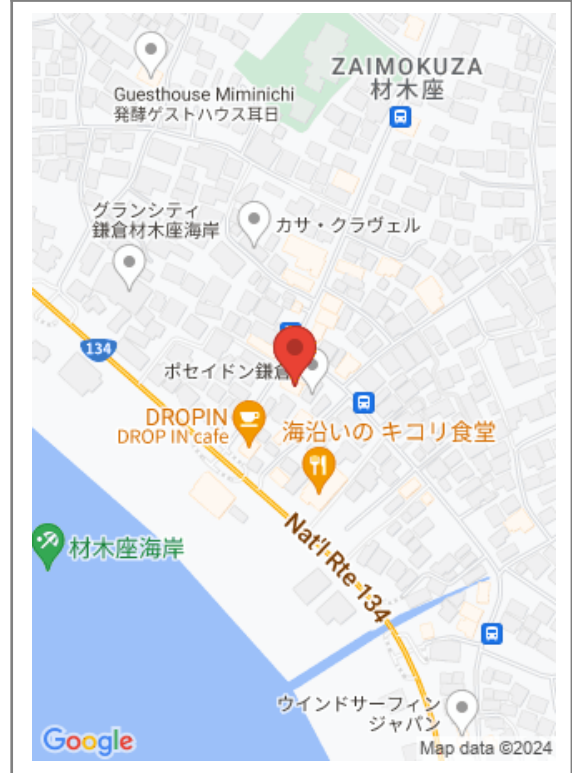 ZAIMOKUZA
材木座
Guesthouse Miminichi
発酵ゲストハウス耳日
グランシティ
鎌倉材木座海岸
カサ・クラヴェル
134
ポセイドン鎌倉
DROPIN
DROP IN cafe
海沿いの キコリ食堂
Nat'l Rte 134
材木座海岸
ウインドサーフィン
ジャパン
Google
Map data ©2024